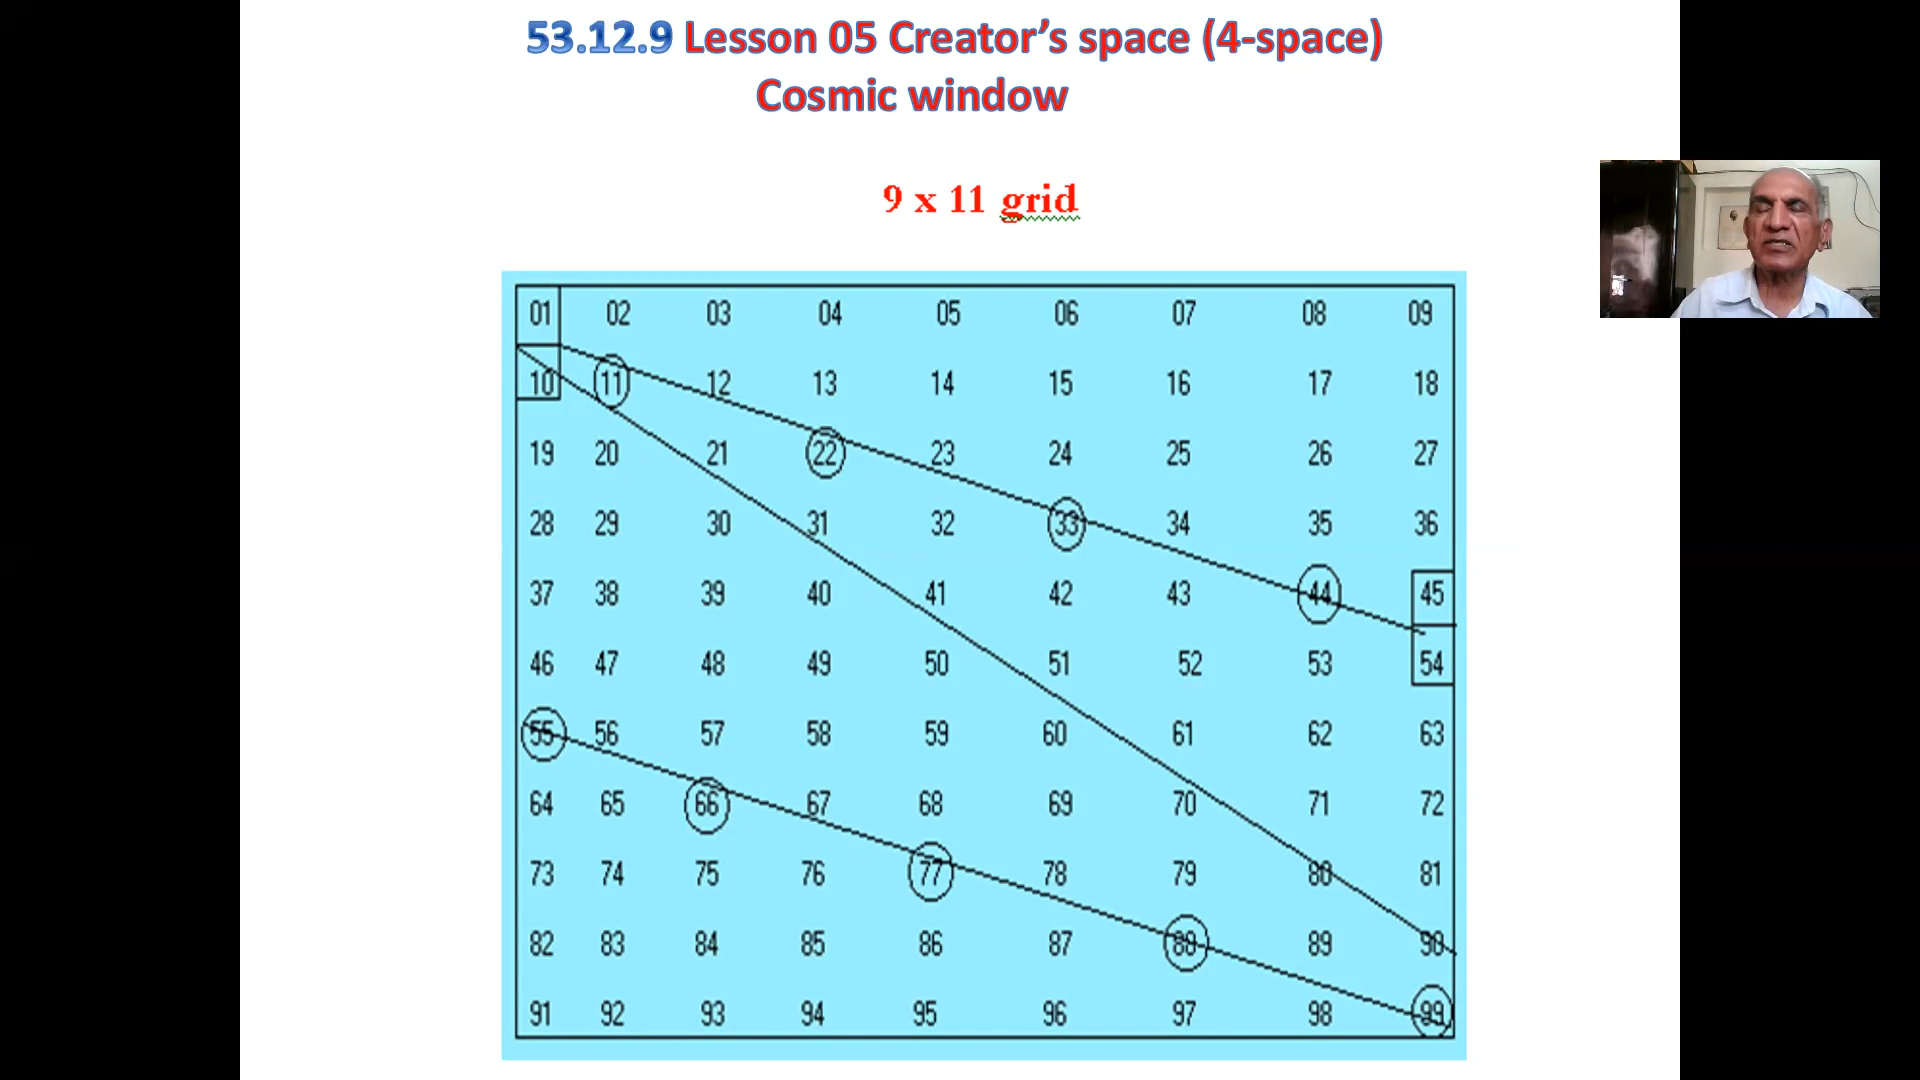 53.12.9 Lesson 05 Creator’s space (4-space)
Cosmic window
9 x 11 grid
01 02 03 04 05 06 07 08 09
10 11 12 13 14 15 16 17 18
19 20 21 22 23 24 25 26 27
28 29 30 31 32 33 34 35 36
37 38 39 40 41 42 43 44 45
46 47 48 49 50 51 52 53 54
55 56 57 58 59 60 61 62 63
64 65 66 67 68 69 70 71 72
73 74 75 76 77 78 79 80 81
82 83 84 85 86 87 88 89 90
91 92 93 94 95 96 97 98 99